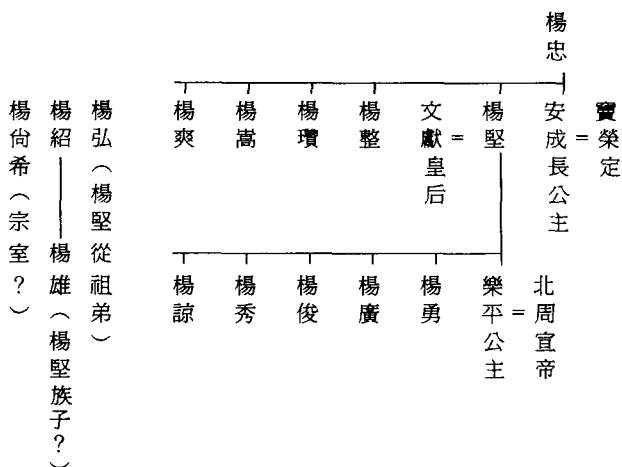 楊忠
竇榮定
=
安成長公主
楊堅
=
文獻皇后
楊整
楊瓚
楊嵩
楊爽
北周宣帝
=
樂平公主
楊勇
楊廣
楊俊
楊秀
楊諒
楊弘（楊堅從祖弟）
楊紹——楊雄（楊堅族子？）
楊尙希（宗室？）